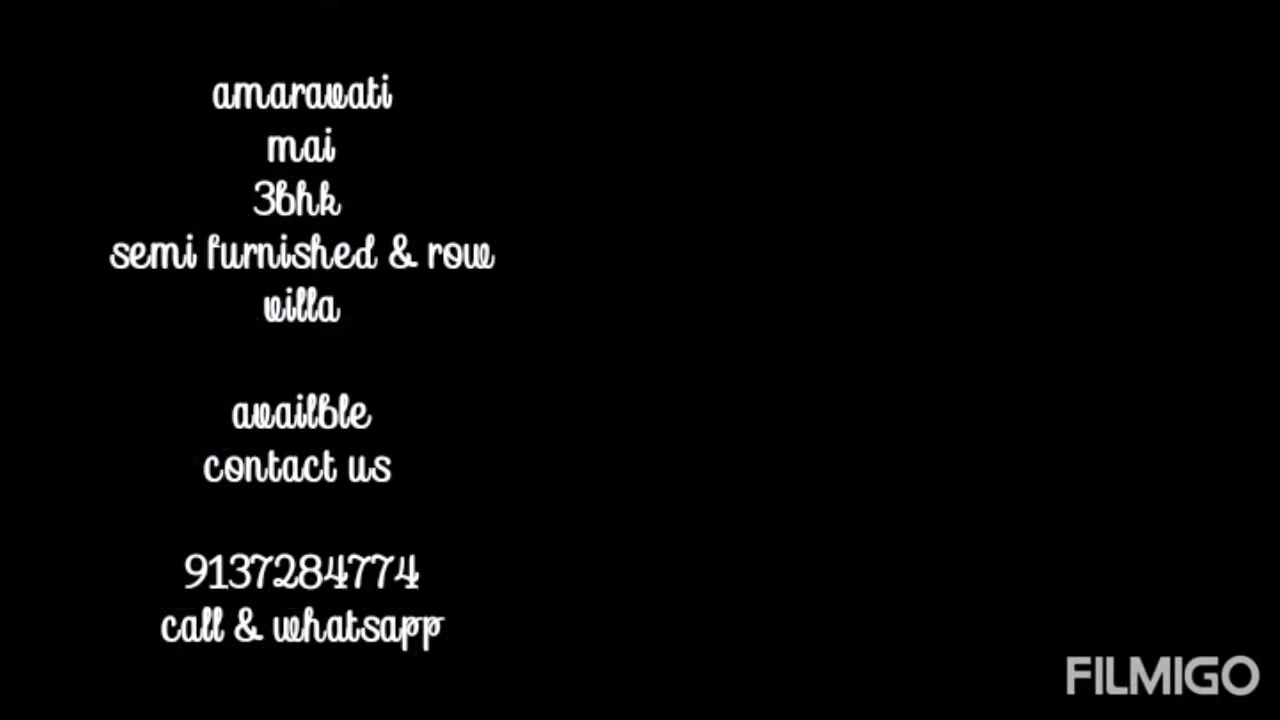 amaravati
mai
3bhk
semi furnished & row
villa
availble
contact us
9137284774
call & whatsapp
FILMIGO